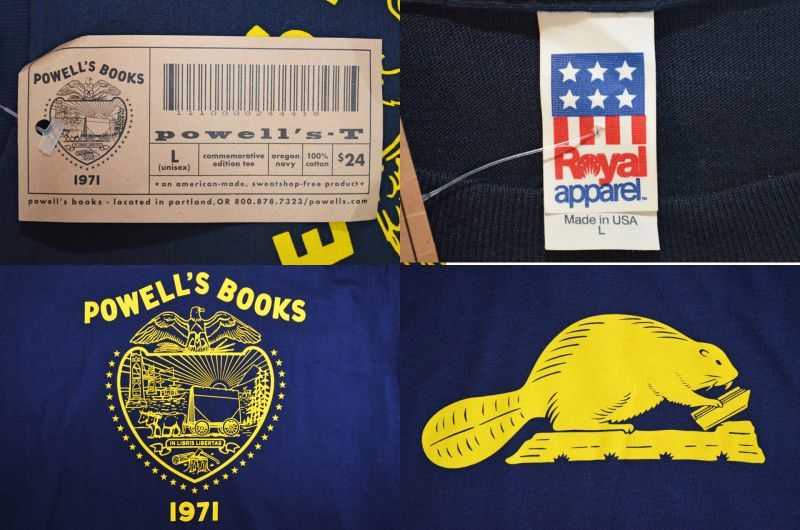 POWELL'S BOOKS
1971
1110000244418
powell's-T
L
(unisex)
commemorative
edition tee
oregon
navy
100%
cotton
$24
•an american-made, sweatshop-free product•
powell's books - located in portland, OR 800.878.7323/powells.com
E
Royal
apparel™
Made in USA
L
POWELL'S BOOKS
IN LIBRIS LIBERTAS
1971